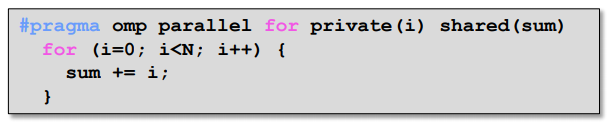 #pragma omp parallel for private(i) shared(sum)
  for (i=0; i<N; i++) {
    sum += i;
  }